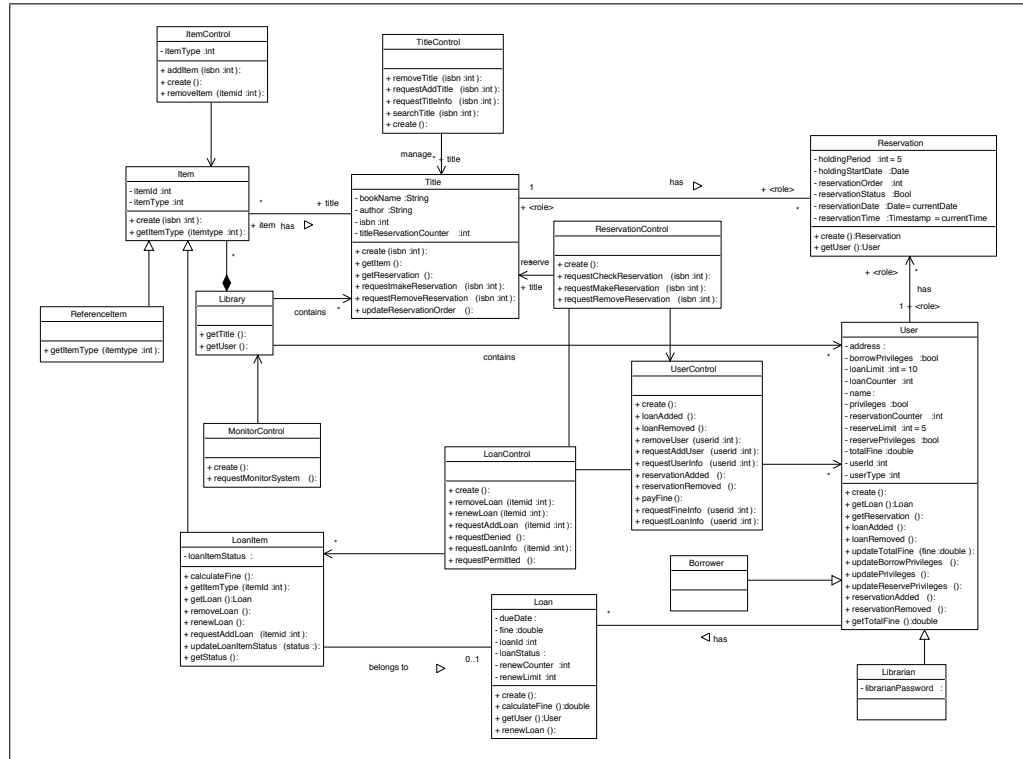 ItemControl
- itemType :int
+ addItem (isbn :int ):
+ create ():
+ removeItem (itemid :int ):
TitleControl
+ removeTitle (isbn :int ):
+ requestAddTitle (isbn :int ):
+ requestTitleInfo (isbn :int ):
+ searchTitle (isbn :int ):
+ create ():
manage
*
+ title
Item
- itemId :int
- itemType :int
+ create (isbn :int ):
+ getItemType (itemtype :int ):
*
+ item
has
+ title
Title
- bookName :String
- author :String
- isbn :int
- titleReservationCounter :int
+ create (isbn :int ):
+ getItem ():
+ getReservation ():
+ requestmakeReservation (isbn :int ):
+ requestRemoveReservation (isbn :int ):
+ updateReservationOrder ():
1
+ <role>
has
+ <role>
*
Reservation
- holdingPeriod :int = 5
- holdingStartDate :Date
- reservationOrder :int
- reservationStatus :Bool
- reservationDate :Date = currentDate
- reservationTime :Timestamp = currentTime
+ create ():Reservation
+ getUser ():User
ReservationControl
+ create ():
+ requestCheckReservation (isbn :int ):
+ requestMakeReservation (isbn :int ):
+ requestRemoveReservation (isbn :int ):
reserve
*
+ title
+ <role>
*
has
1
+ <role>
*
Library
+ getTitle ():
+ getUser ():
contains
*
contains
*
ReferenceItem
+ getItemType (itemtype :int ):
User
- address :
- borrowPrivileges :bool
- loanLimit :int = 10
- loanCounter :int
- name :
- privileges :bool
- reservationCounter :int
- reserveLimit :int = 5
- reservePrivileges :bool
- totalFine :double
- userId :int
- userType :int
+ create ():
+ getLoan ():Loan
+ getReservation ():
+ loanAdded ():
+ loanRemoved ():
+ updateTotalFine (fine :double ):
+ updateBorrowPrivileges ():
+ updatePrivileges ():
+ updateReservePrivileges ():
+ reservationAdded ():
+ reservationRemoved ():
+ getTotalFine ():double
UserControl
+ create ():
+ loanAdded ():
+ loanRemoved ():
+ removeUser (userid :int ):
+ requestAddUser (userid :int ):
+ requestUserInfo (userid :int ):
+ reservationAdded ():
+ reservationRemoved ():
+ payFine ():
+ requestFineInfo (userid :int ):
+ requestLoanInfo (userid :int ):
*
MonitorControl
+ create ():
+ requestMonitorSystem ():
LoanControl
+ create ():
+ removeLoan (itemid :int ):
+ renewLoan (itemid :int ):
+ requestAddLoan (itemid :int ):
+ requestDenied ():
+ requestLoanInfo (itemid :int ):
+ requestPermitted ():
*
LoanItem
- loanItemStatus :
+ calculateFine ():
+ getItemType (itemId :int ):
+ getLoan ():Loan
+ removeLoan ():
+ renewLoan ():
+ requestAddLoan (itemid :int ):
+ updateLoanItemStatus (status :):
+ getStatus ():
Borrower
Loan
- dueDate :
- fine :double
- loanId :int
- loanStatus :
- renewCounter :int
- renewLimit :int
+ create ():
+ calculateFine ():double
+ getUser ():User
+ renewLoan ():
*
has
belongs to
0..1
Librarian
- librarianPassword :